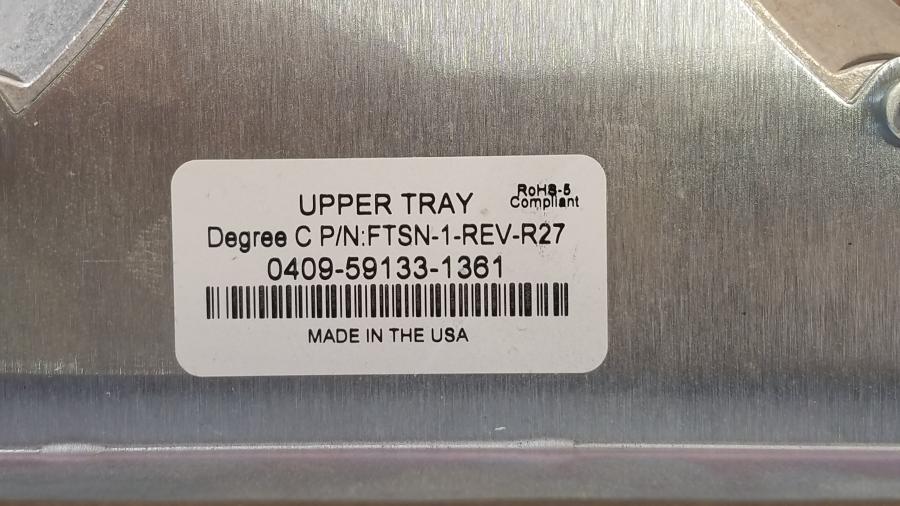 UPPER TRAY
RoHS-5
Compliant
Degree C P/N:FTSN-1-REV-R27
0409-59133-1361
MADE IN THE USA